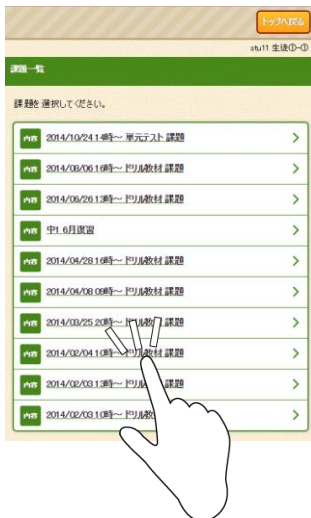 トップへ戻る
stu11 生徒①-①
課題一覧
課題を選択してください。
内容 2014/10/24 14時～ 単元テスト 課題
内容 2014/08/06 16時～ ドリル教材 課題
内容 2014/06/26 13時～ ドリル教材 課題
内容 中1 6月復習
内容 2014/04/28 16時～ ドリル教材 課題
内容 2014/04/08 09時～ ドリル教材 課題
内容 2014/03/25 20時～ ドリル教材 課題
内容 2014/02/04 10時～ ドリル教材 課題
内容 2014/02/03 13時～ ドリル 課題
内容 2014/02/03 10時～ ドリル教